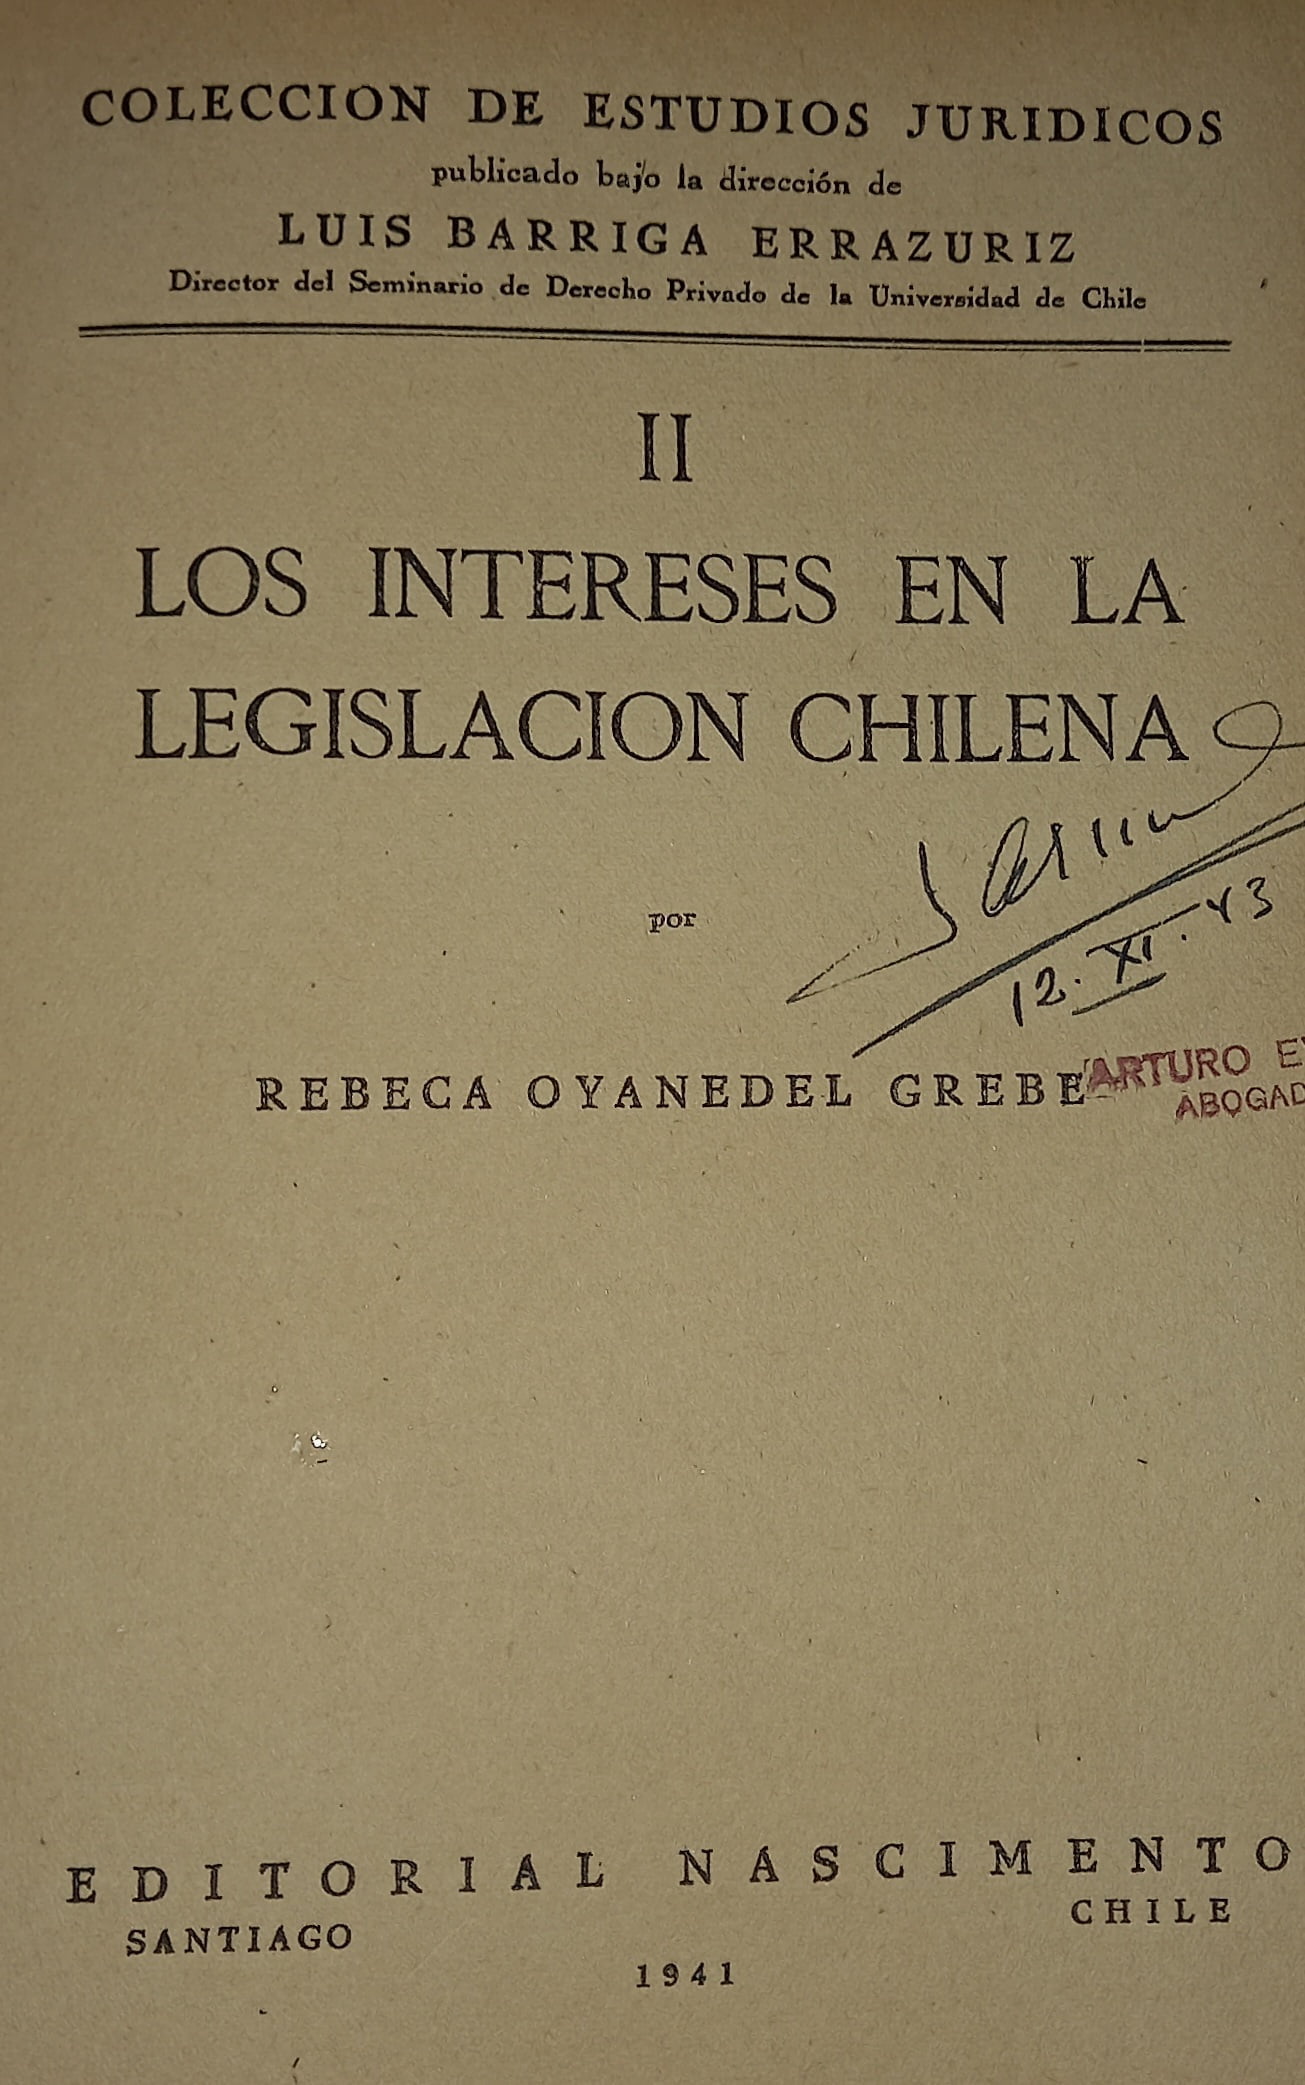 COLECCION DE ESTUDIOS JURIDICOS
publicado bajo la dirección de
LUIS BARRIGA ERRAZURIZ
Director del Seminario de Derecho Privado de la Universidad de Chile
II
LOS INTERESES EN LA
LEGISLACION CHILENA
por
12. XI. 43
REBECA OYANEDEL GREBE
ARTURO
EDITORIAL NASCIMENTO
SANTIAGO CHILE
1941